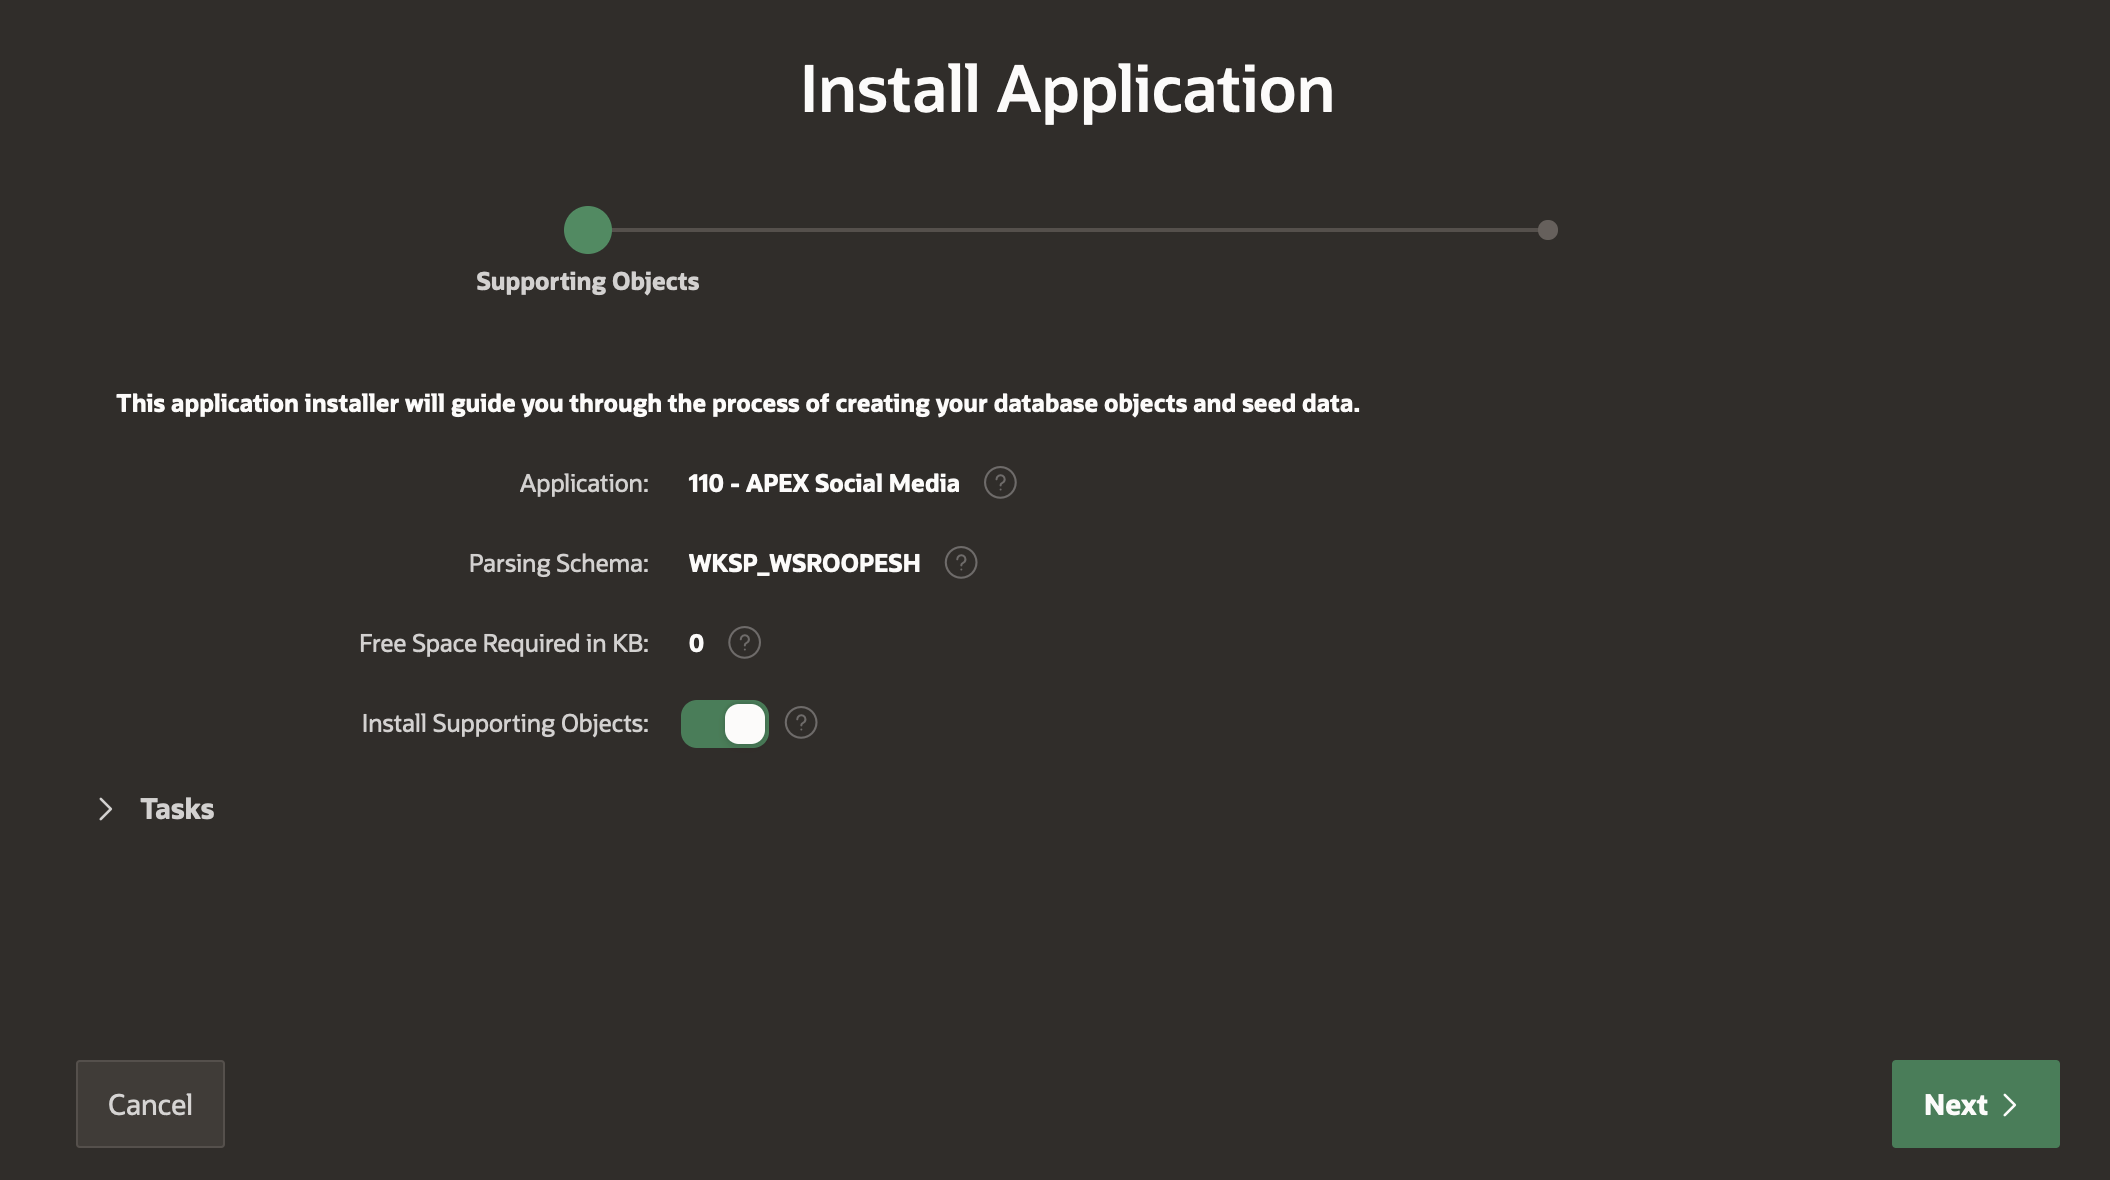 Install Application
Supporting Objects
This application installer will guide you through the process of creating your database objects and seed data.
Application: 110 - APEX Social Media ?
Parsing Schema: WKSP_WSROOPESH ?
Free Space Required in KB: 0 ?
Install Supporting Objects: ?
Tasks
Cancel
Next